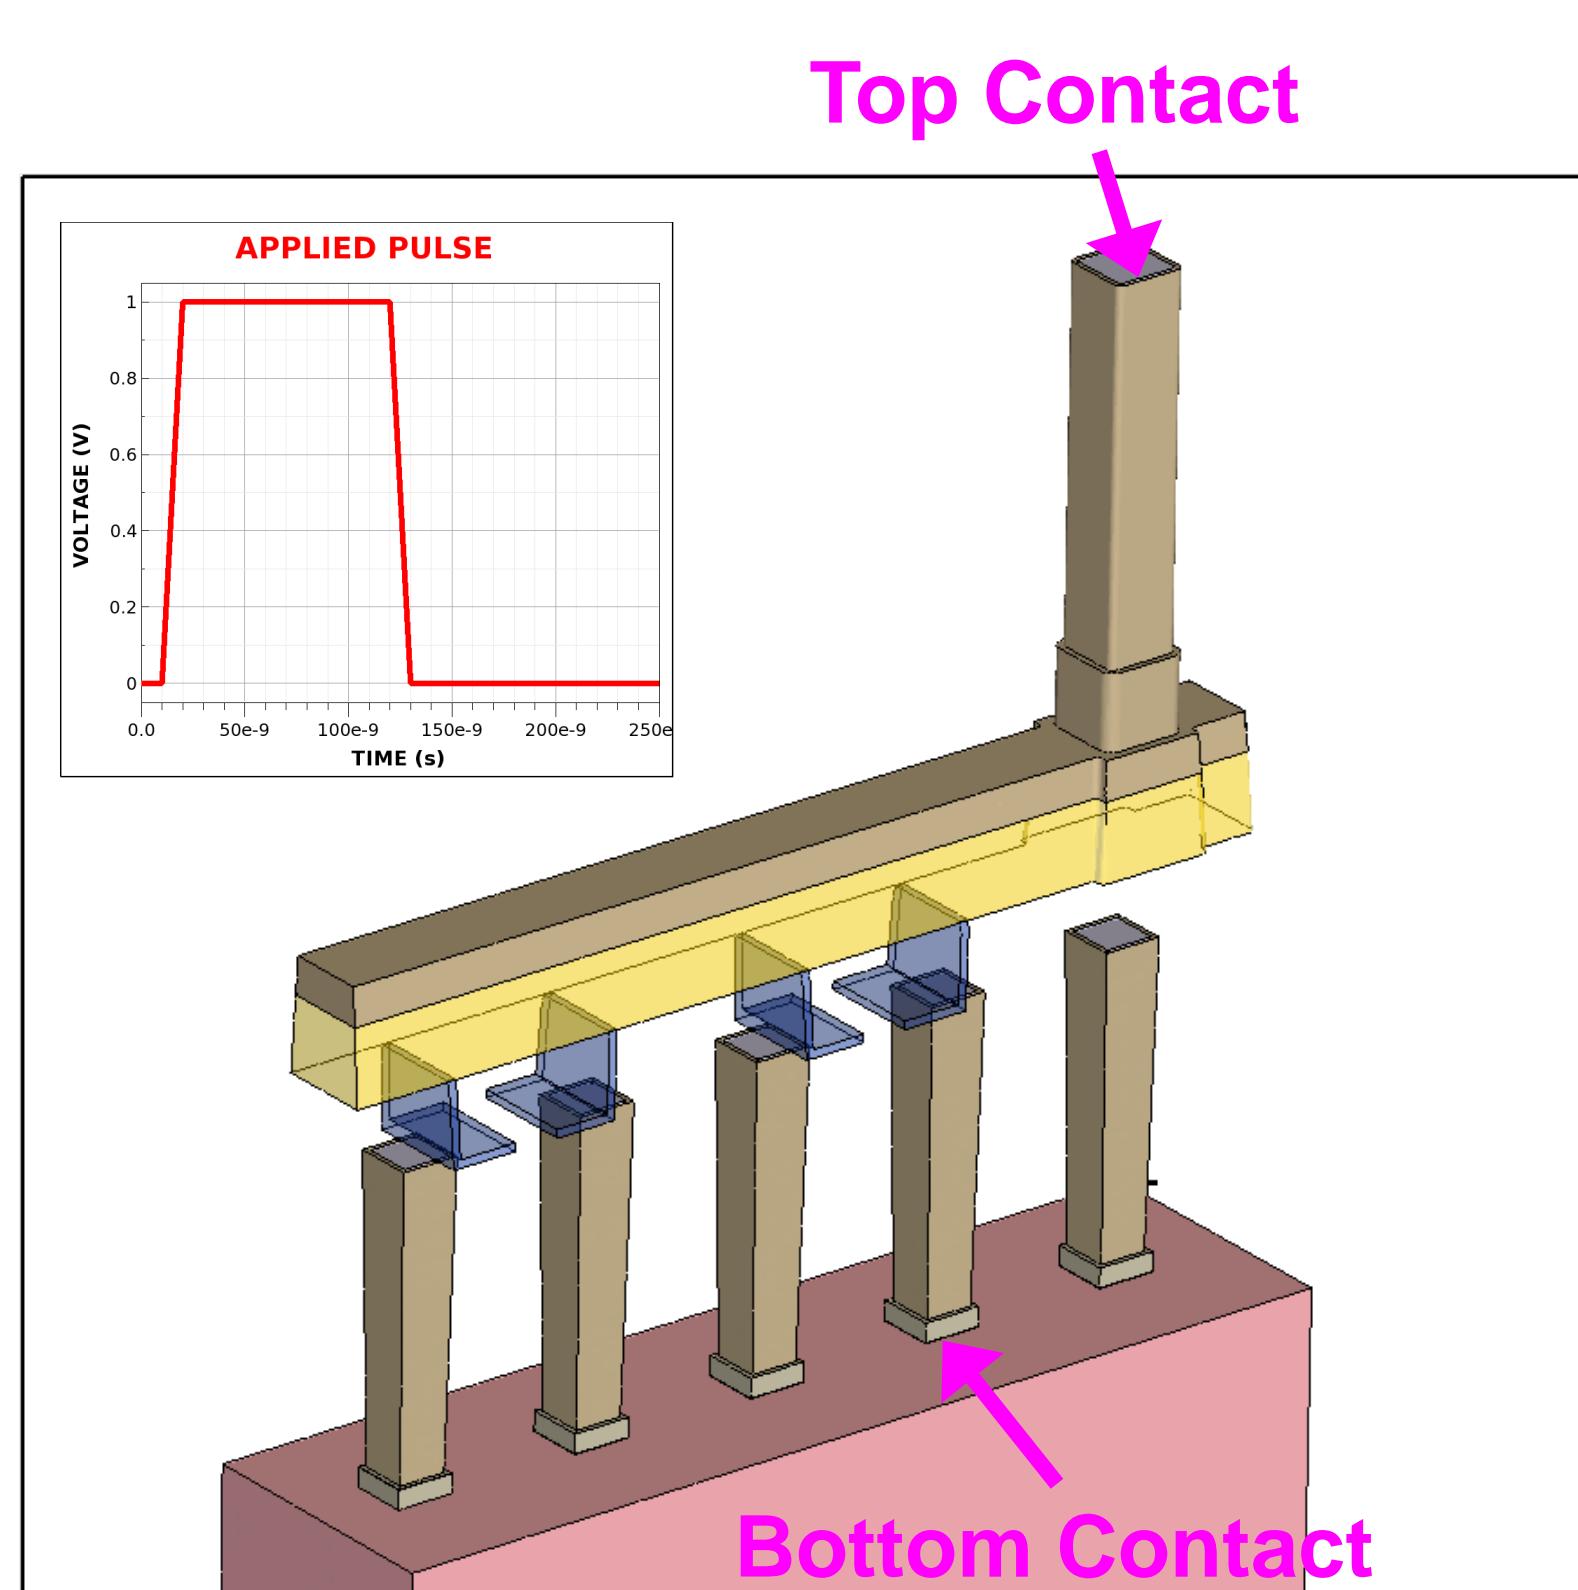 Top Contact
APPLIED PULSE
1
0.8
0.6
0.4
0.2
0
VOLTAGE (V)
0.0 50e-9 100e-9 150e-9 200e-9 250e
TIME (s)
Bottom Contact